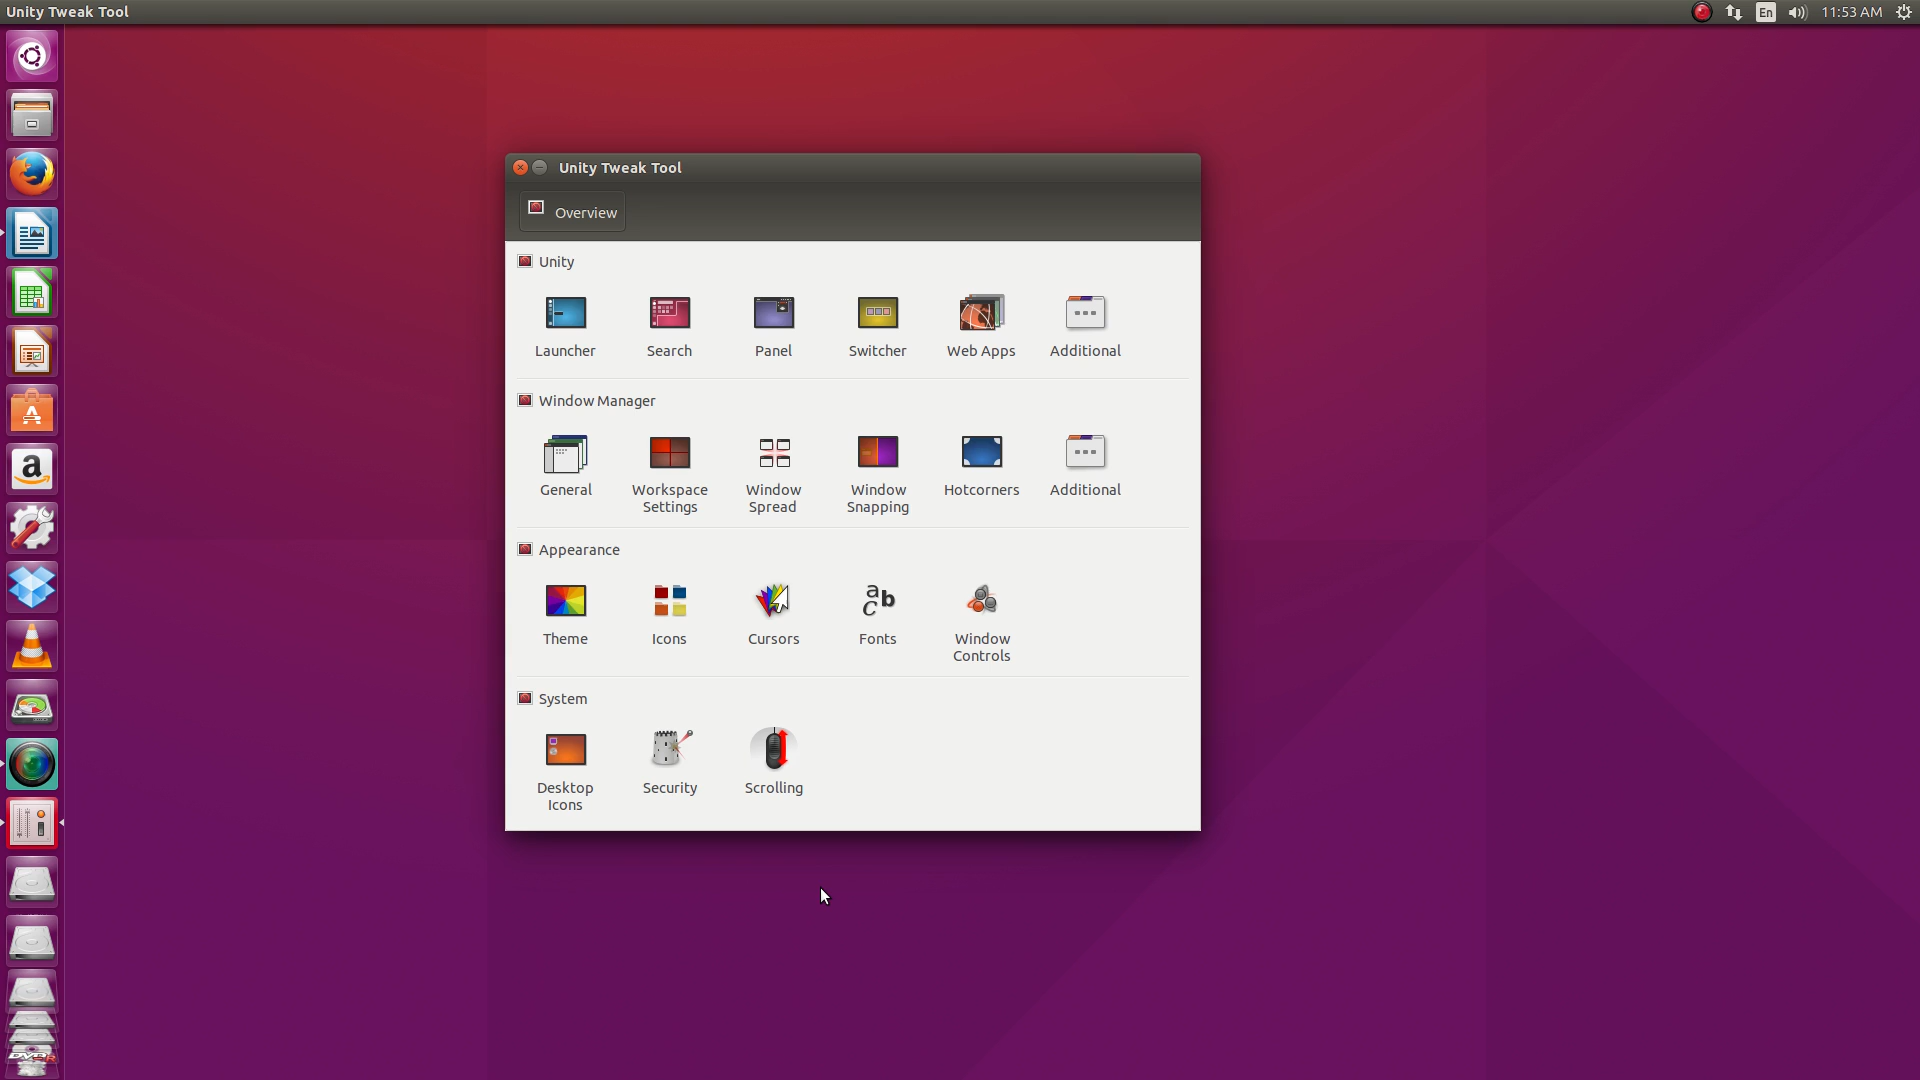 Unity Tweak Tool
En
11:53 AM
Unity Tweak Tool
Overview
Unity
Launcher
Search
Panel
Switcher
Web Apps
Additional
Window Manager
General
Workspace
Settings
Window
Spread
Window
Snapping
Hotcorners
Additional
Appearance
Theme
Icons
Cursors
Fonts
Window
Controls
System
Desktop
Icons
Security
Scrolling